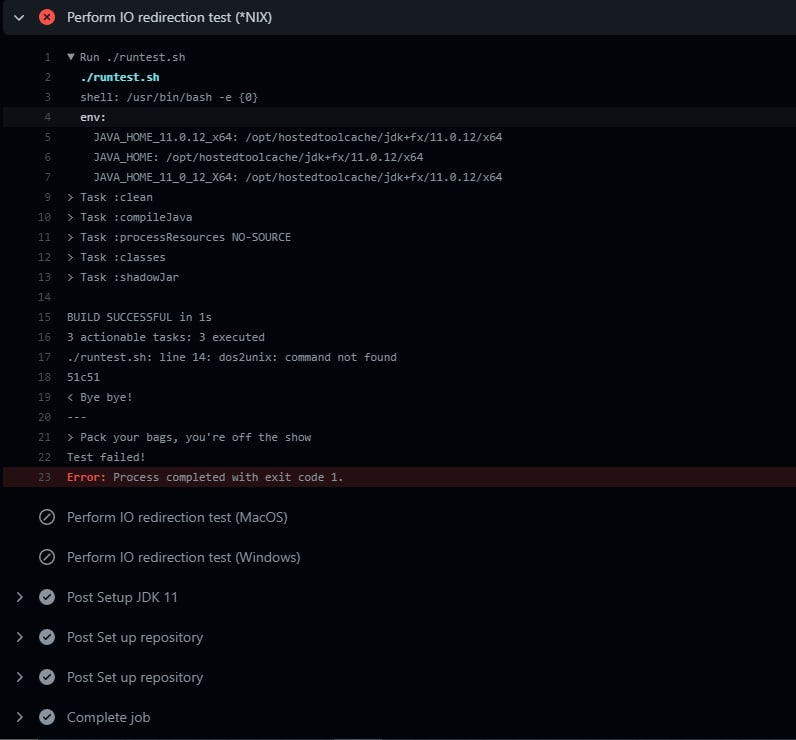 Perform IO redirection test (*NIX)
1 ▼ Run ./runtest.sh
2 ./runtest.sh
3 shell: /usr/bin/bash -e {0}
4 env:
5 JAVA_HOME_11.0.12_x64: /opt/hostedtoolcache/jdk+fx/11.0.12/x64
6 JAVA_HOME: /opt/hostedtoolcache/jdk+fx/11.0.12/x64
7 JAVA_HOME_11_0_12_X64: /opt/hostedtoolcache/jdk+fx/11.0.12/x64
9 > Task :clean
10 > Task :compileJava
11 > Task :processResources NO-SOURCE
12 > Task :classes
13 > Task :shadowJar
14
15 BUILD SUCCESSFUL in 1s
16 3 actionable tasks: 3 executed
17 ./runtest.sh: line 14: dos2unix: command not found
18 51c51
19 < Bye bye!
20 ---
21 > Pack your bags, you're off the show
22 Test failed!
23 Error: Process completed with exit code 1.
Perform IO redirection test (MacOS)
Perform IO redirection test (Windows)
Post Setup JDK 11
Post Set up repository
Post Set up repository
Complete job